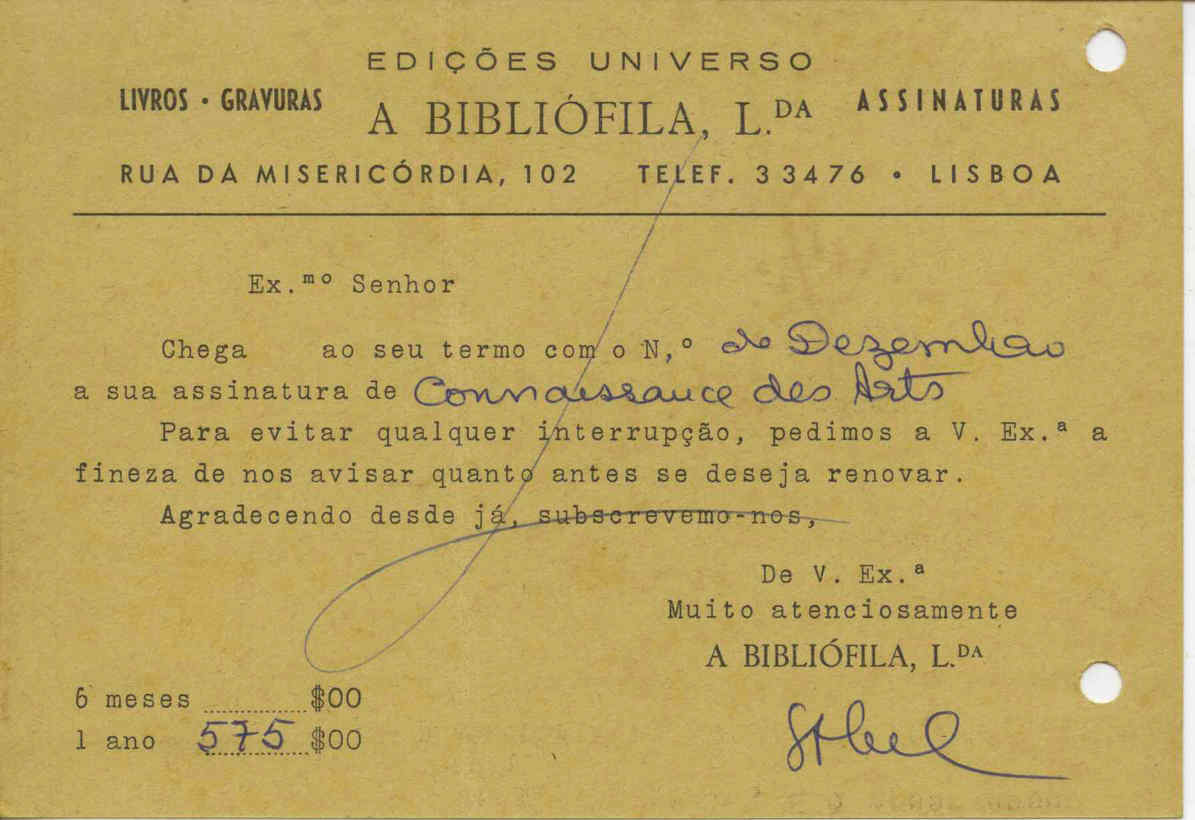 EDIÇÕES UNIVERSO
LIVROS · GRAVURAS
A BIBLIÓFILA, L.DA
ASSINATURAS
RUA DA MISERICÓRDIA, 102 TELEF. 33476 • LISBOA
Ex.mo Senhor
Chega ao seu termo com o N,º de Dezembro
a sua assinatura de Connaissance des Arts
Para evitar qualquer interrupção, pedimos a V. Ex.ª a
fineza de nos avisar quanto antes se deseja renovar.
Agradecendo desde já, subscrevemo-nos,
De V. Ex.ª
Muito atenciosamente
A BIBLIÓFILA, L.DA
6 meses ............$00
1 ano 575 $00